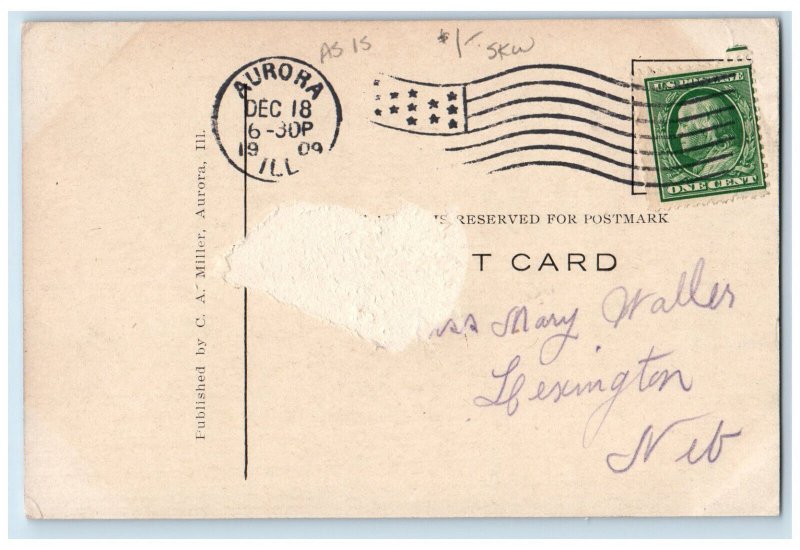 AS IS
$1- SKW
AURORA
DEC 18
6-30P
19 09
ILL
U.S. POSTAGE
ONE CENT
IS RESERVED FOR POSTMARK
T CARD
Published by C. A. Miller, Aurora, Ill.
ss Mary Waller
Lexington
Neb